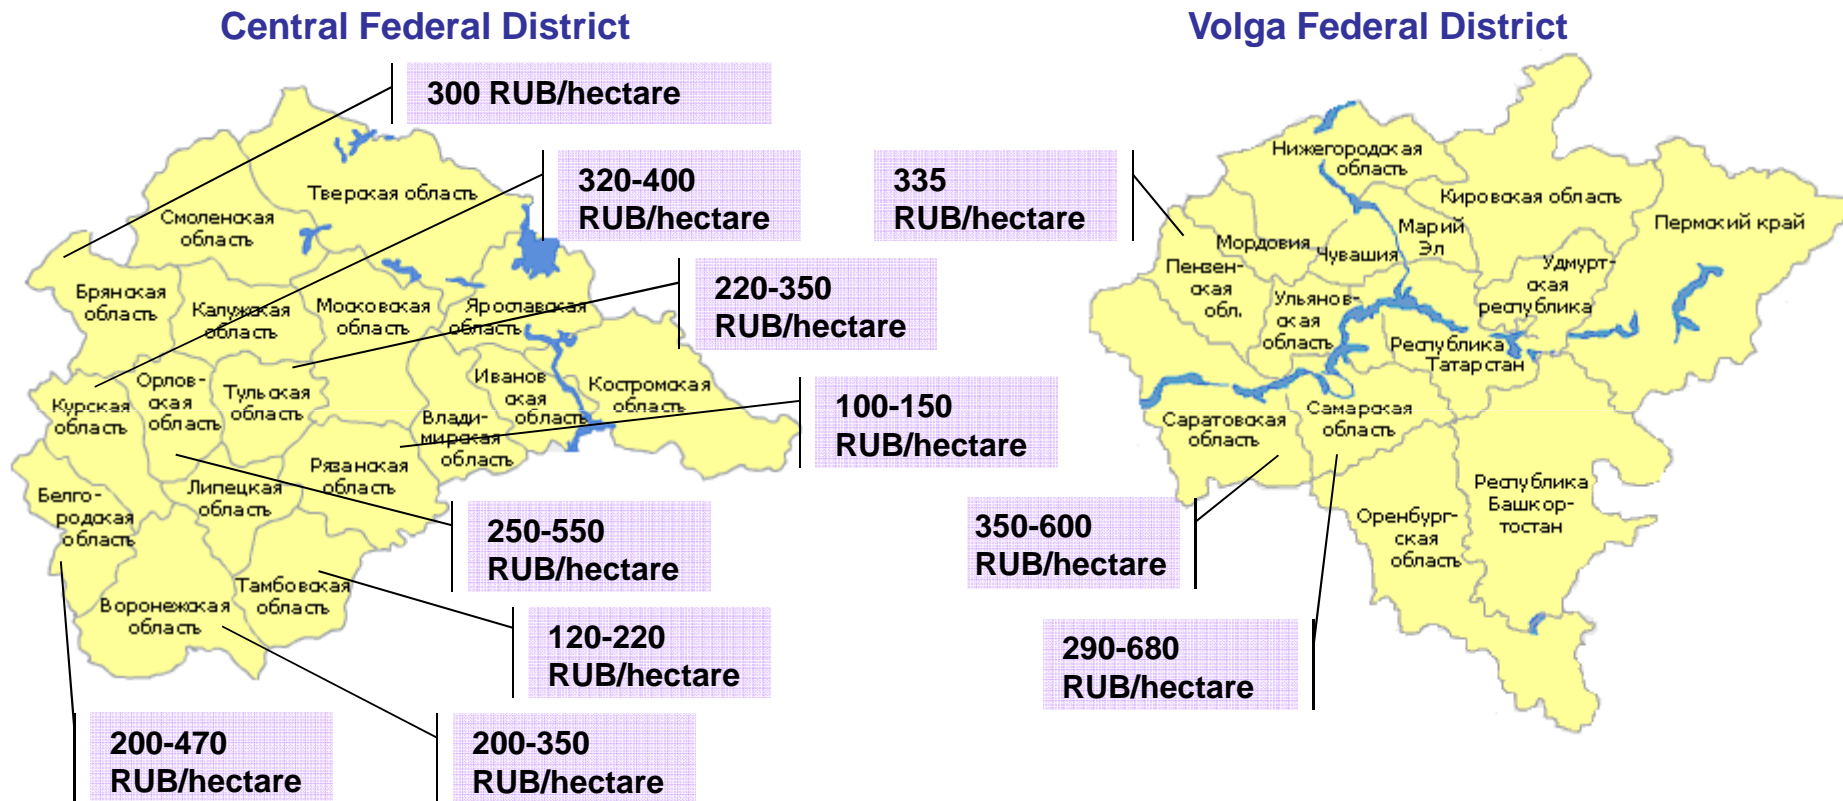 Central Federal District
Volga Federal District
300 RUB/hectare
320-400
RUB/hectare
220-350
RUB/hectare
100-150
RUB/hectare
250-550
RUB/hectare
120-220
RUB/hectare
200-350
RUB/hectare
200-470
RUB/hectare
Тверская область
Смоленская
область
Брянская
область
Калужская
область
Московская
область
Ярославская
область
Костромская
область
Иванов
ская
область
Влади-
мирская
область
Рязанская
область
Тульская
область
Орлов-
ская
область
Курская
область
Липецкая
область
Белго-
родская
область
Тамбовская
область
Воронежская
область
335
RUB/hectare
350-600
RUB/hectare
290-680
RUB/hectare
Нижегородская
область
Кировская область
Пермский край
Марий
Эл
Мордовия
Чувашия
Удмурт-
ская
республика
Пензен-
ская
обл.
Ульянов-
ская
область
Республика
Татарстан
Самарская
область
Саратовская
область
Оренбург-
ская
область
Республика
Башкор-
тостан